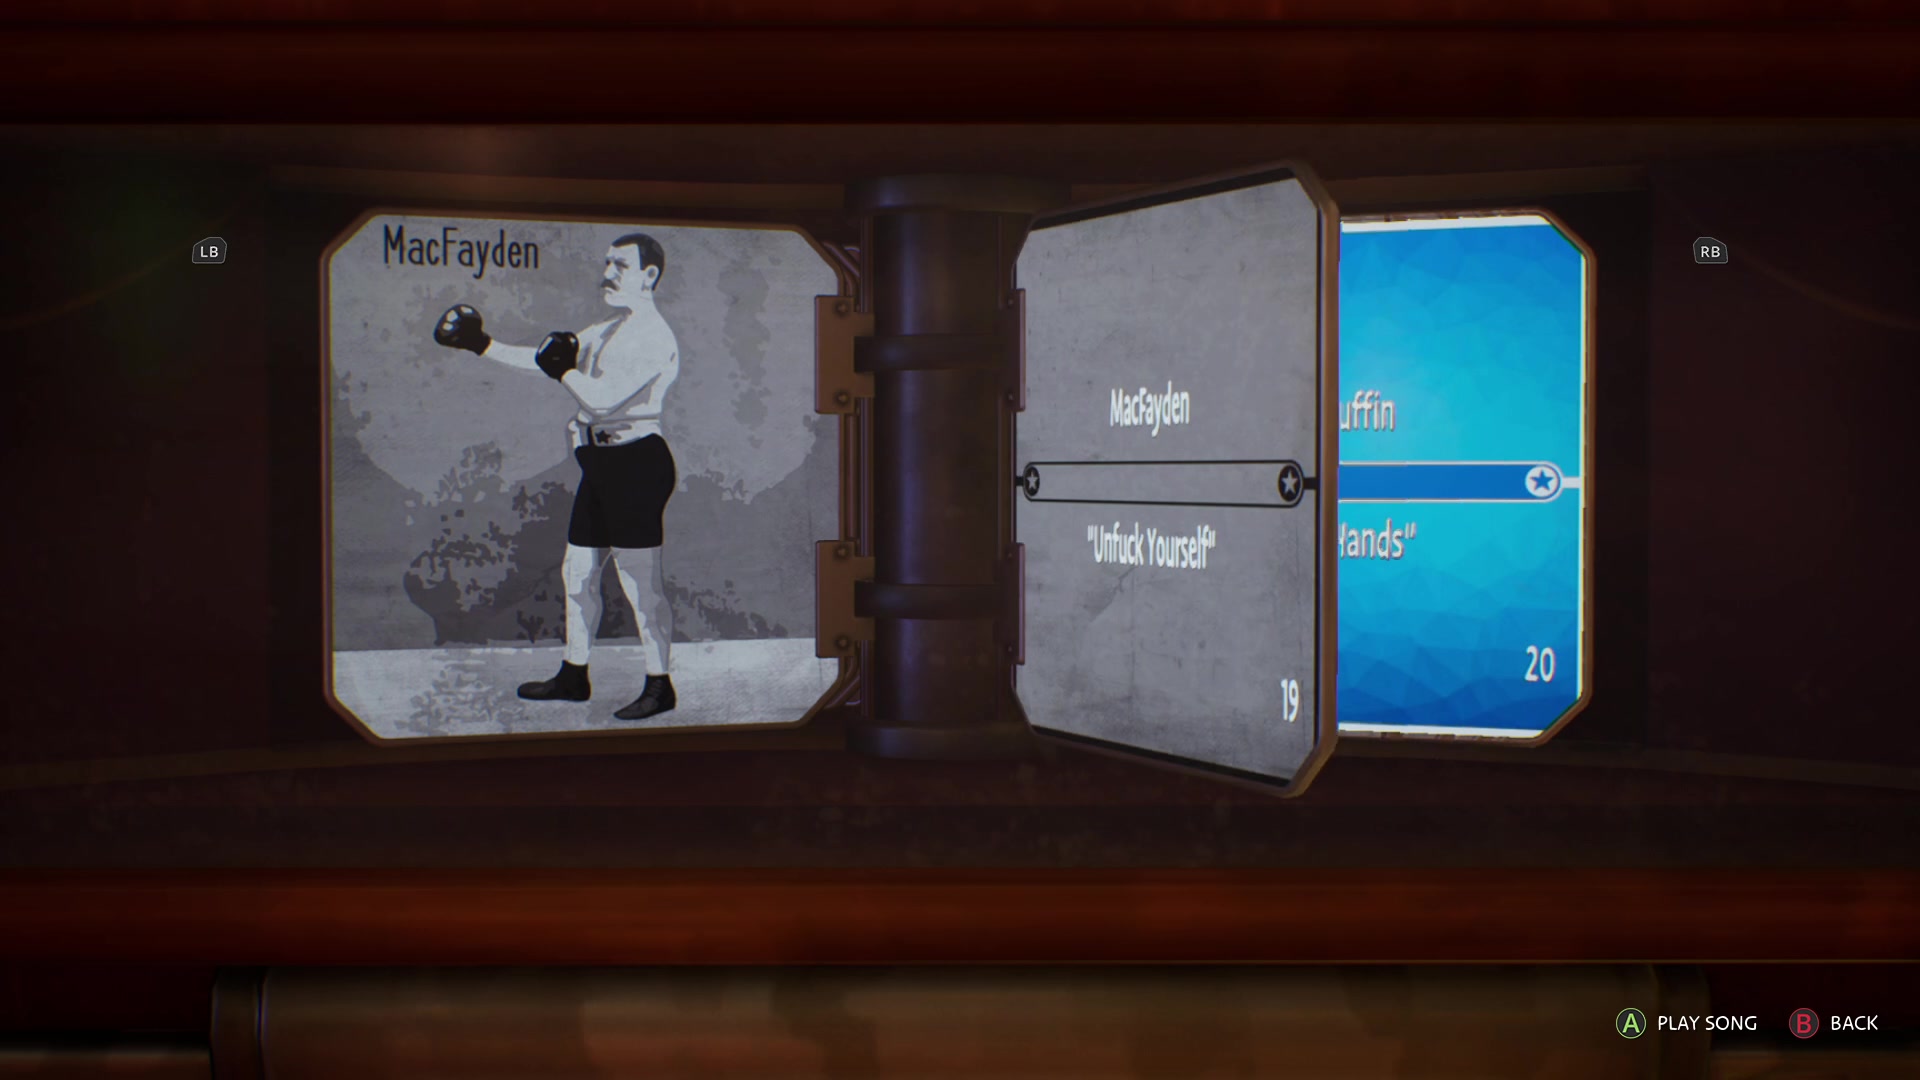 MacFayden
LB
RB
MacFayden
"Unfuck Yourself"
19
uffin
Hands"
20
A PLAY SONG
B BACK